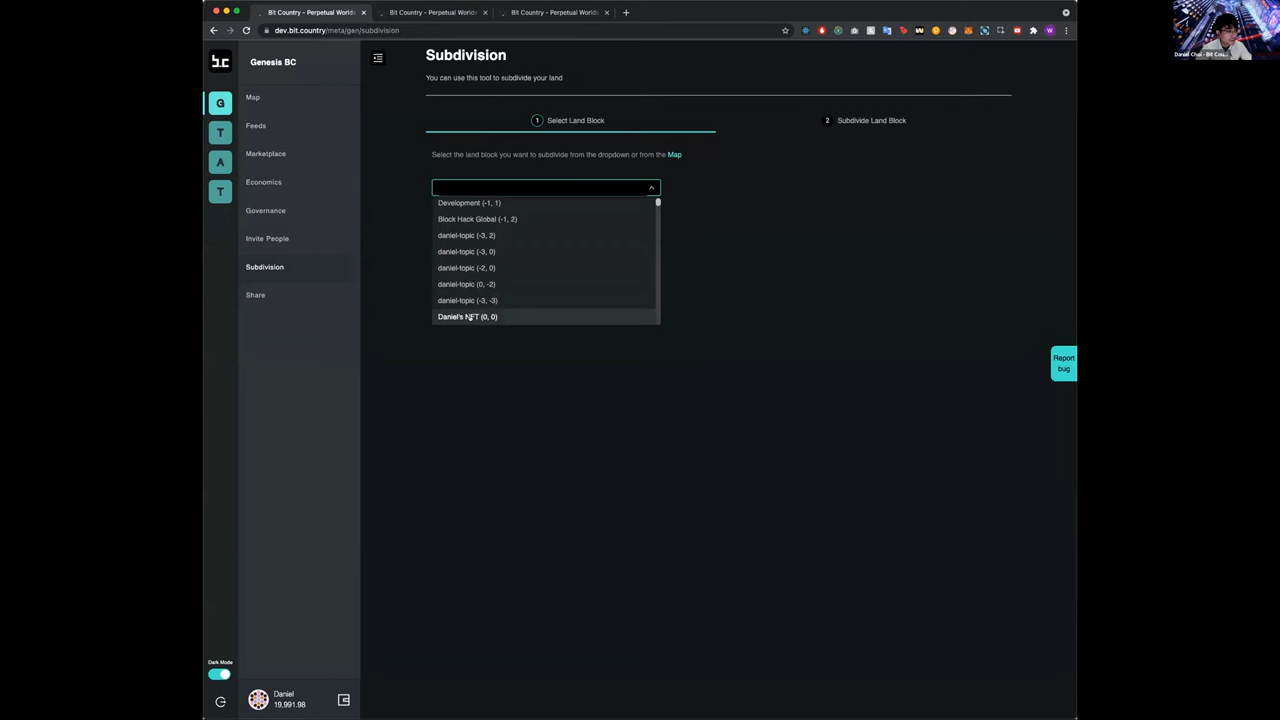 Bit Country - Perpetual Worlds
Bit Country - Perpetual Worlds
Bit Country - Perpetual Worlds
dev.bit.country/meta/gen/subdivision
W
Daniel Choi - Bit Cou...
b.c
Genesis BC
G
T
A
T
Map
Feeds
Marketplace
Economics
Governance
Invite People
Subdivision
Share
Subdivision
You can use this tool to subdivide your land
1 Select Land Block
2 Subdivide Land Block
Select the land block you want to subdivide from the dropdown or from the Map
Development (-1, 1)
Block Hack Global (-1, 2)
daniel-topic (-3, 2)
daniel-topic (-3, 0)
daniel-topic (-2, 0)
daniel-topic (0, -2)
daniel-topic (-3, -3)
Daniel's NFT (0, 0)
Report
bug
Dark Mode
Daniel
19,991.98